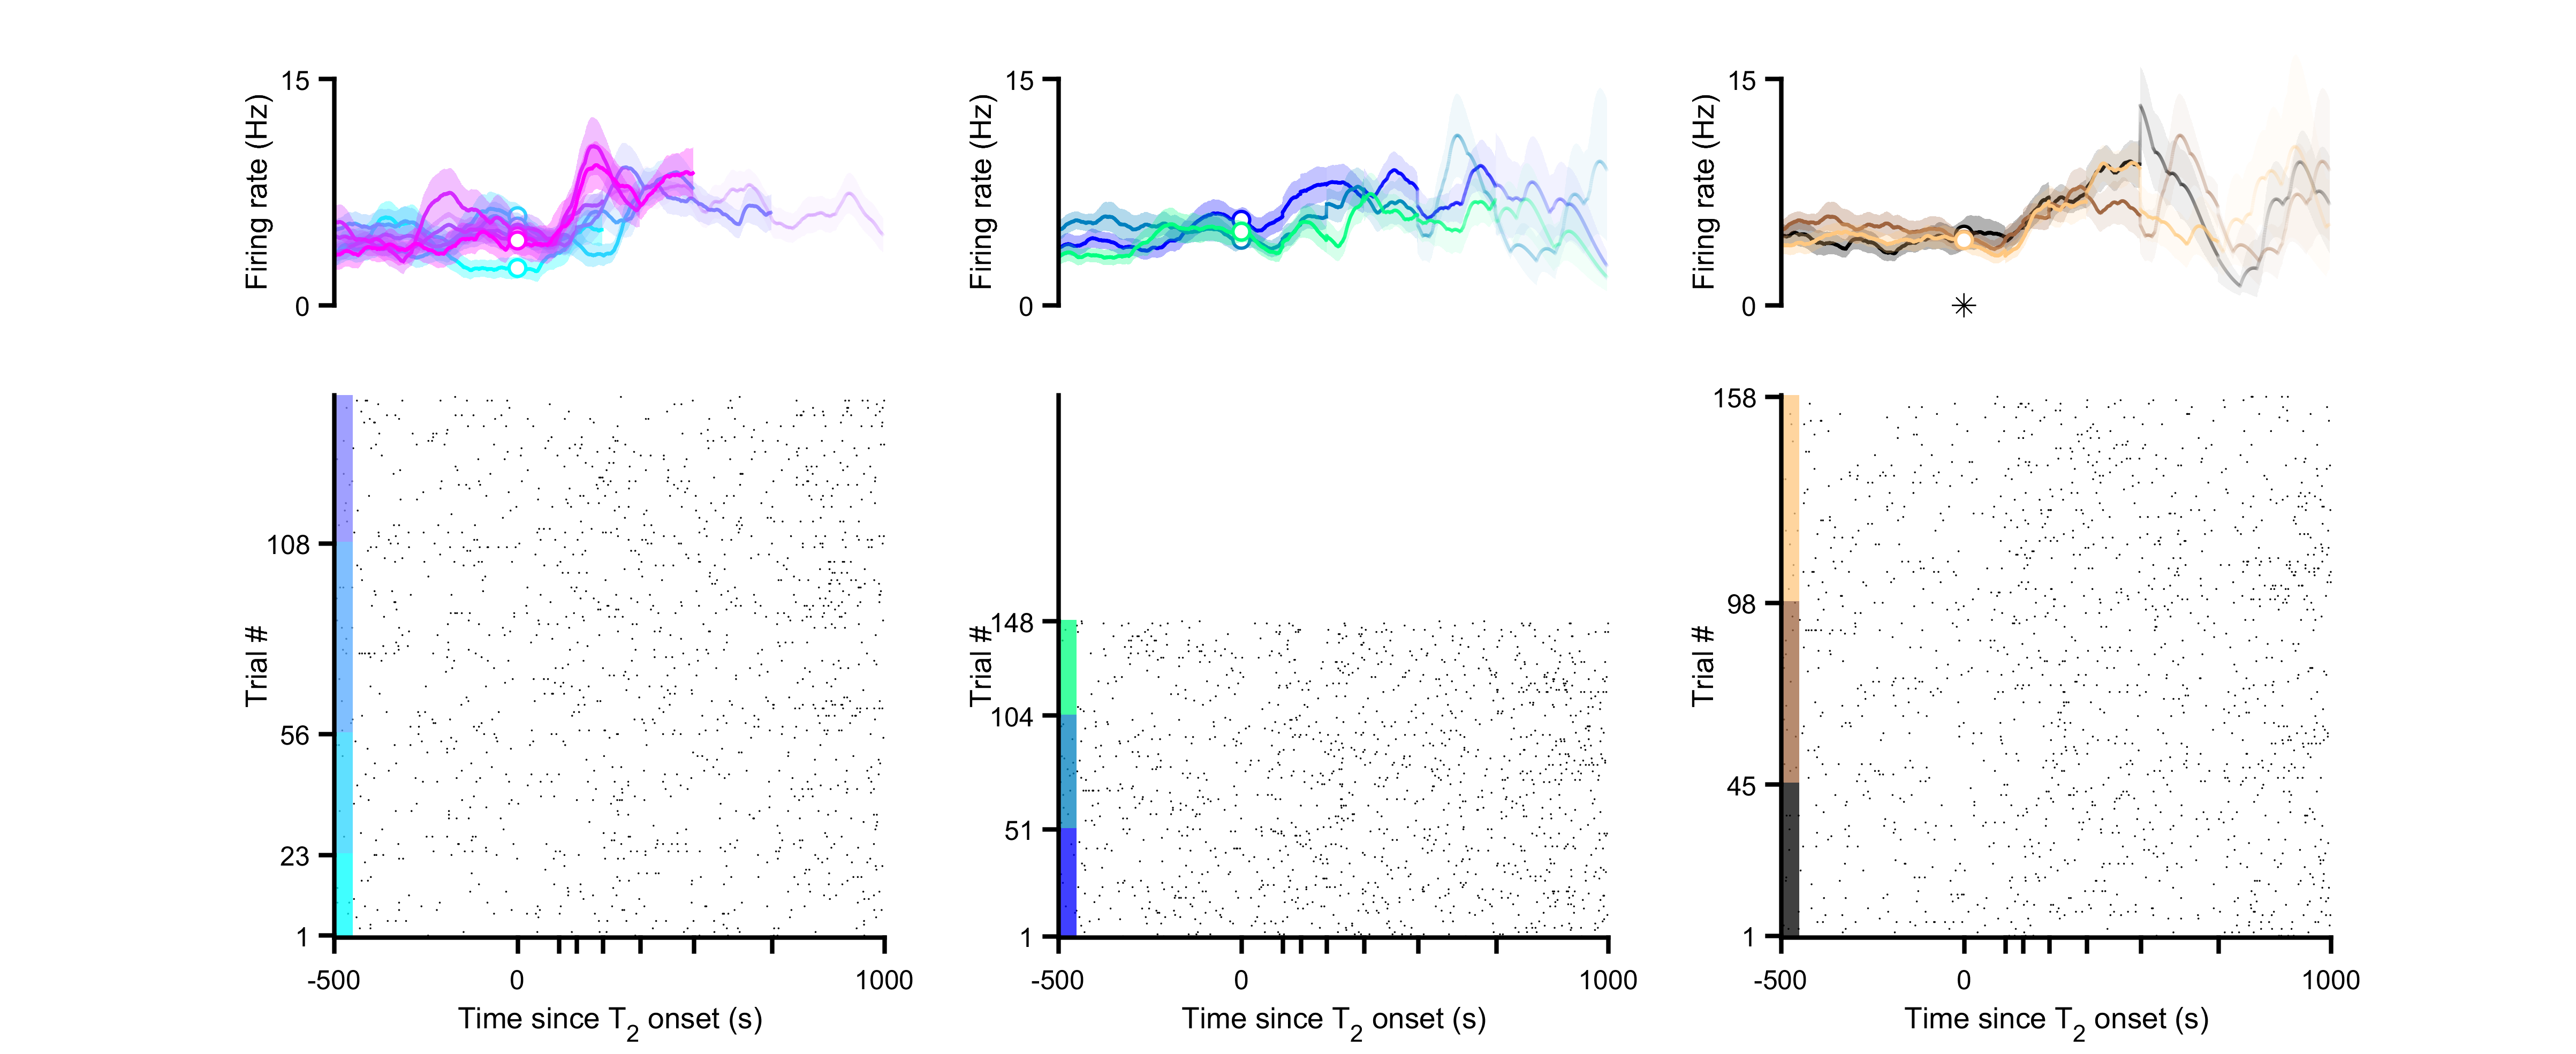 15
Firing rate (Hz)
0
15
Firing rate (Hz)
0
15
Firing rate (Hz)
0
108
56
23
1
Trial #
-500 0 1000
Time since T2 onset (s)
148
104
51
1
Trial #
-500 0 1000
Time since T2 onset (s)
158
98
45
1
Trial #
-500 0 1000
Time since T2 onset (s)